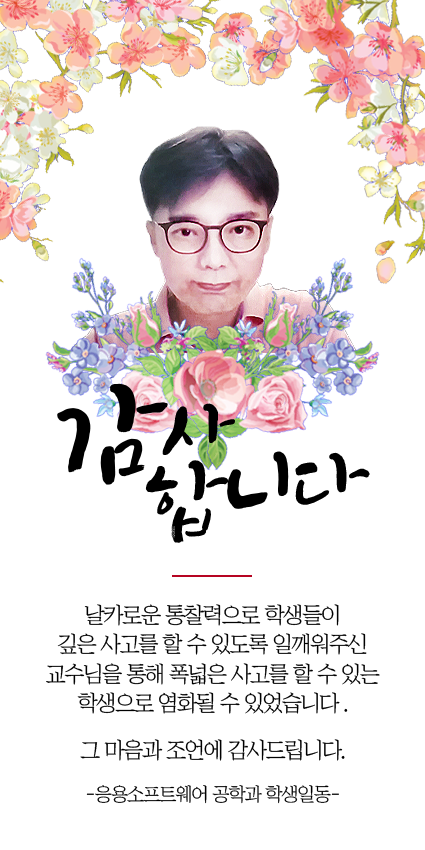 감사
합니다
날카로운 통찰력으로 학생들이
깊은 사고를 할 수 있도록 일깨워주신
교수님을 통해 폭넓은 사고를 할 수 있는
학생으로 염화될 수 있었습니다 .
그 마음과 조언에 감사드립니다.
-응용소프트웨어 공학과 학생일동-